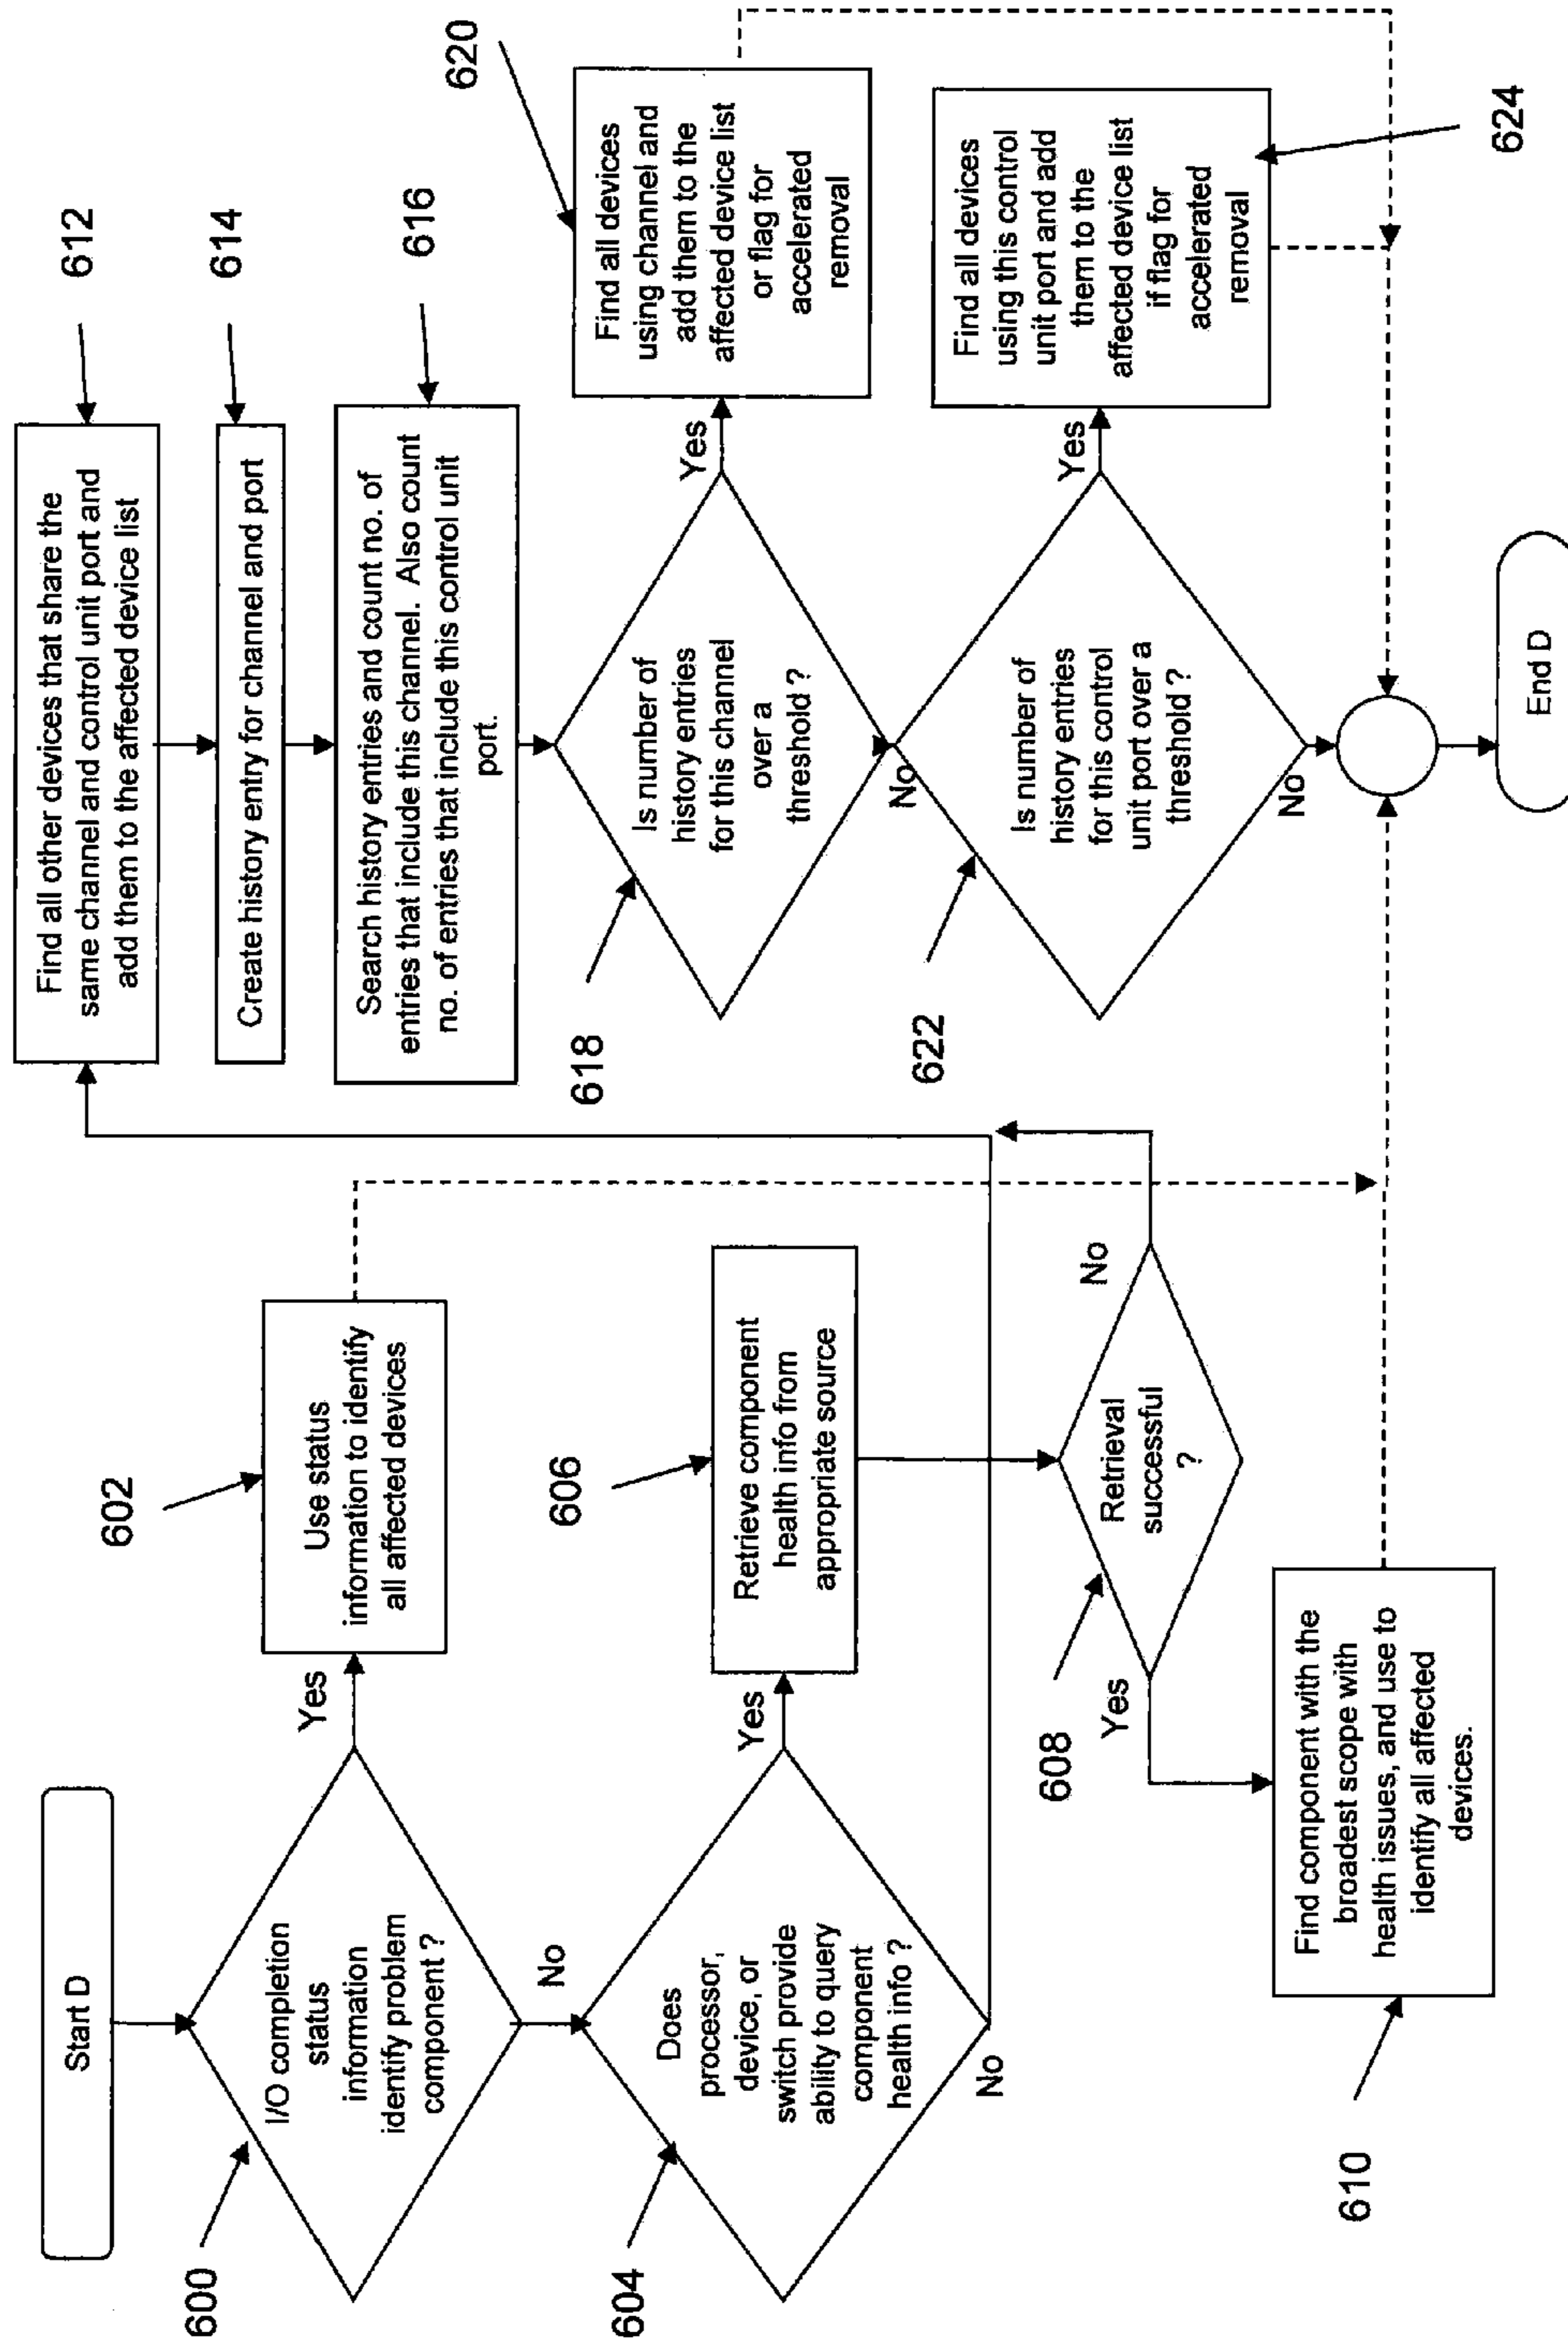 Start D
600
I/O completion
status
information
identify problem
component ?
Yes
602
Use status
information to identify
all affected devices
No
604
Does
processor,
device, or
switch provide
ability to query
component
health info ?
Yes
No
606
Retrieve component
health info from
appropriate source
608
Retrieval
successful
?
Yes
No
610
Find component with the
broadest scope with
health issues, and use to
identify all affected
devices.
612
Find all other devices that share the
same channel and control unit port and
add them to the affected device list
614
Create history entry for channel and port
616
Search history entries and count no. of
entries that include this channel. Also count
no. of entries that include this control unit
port.
618
Is number of
history entries
for this channel
over a
threshold ?
Yes
No
620
Find all devices
using channel and
add them to the
affected device list
or flag for
accelerated
removal
622
Is number of
history entries
for this control
unit port over a
threshold ?
Yes
No
624
Find all devices
using this control
unit port and add
them to the
affected device list
if flag for
accelerated
removal
End D